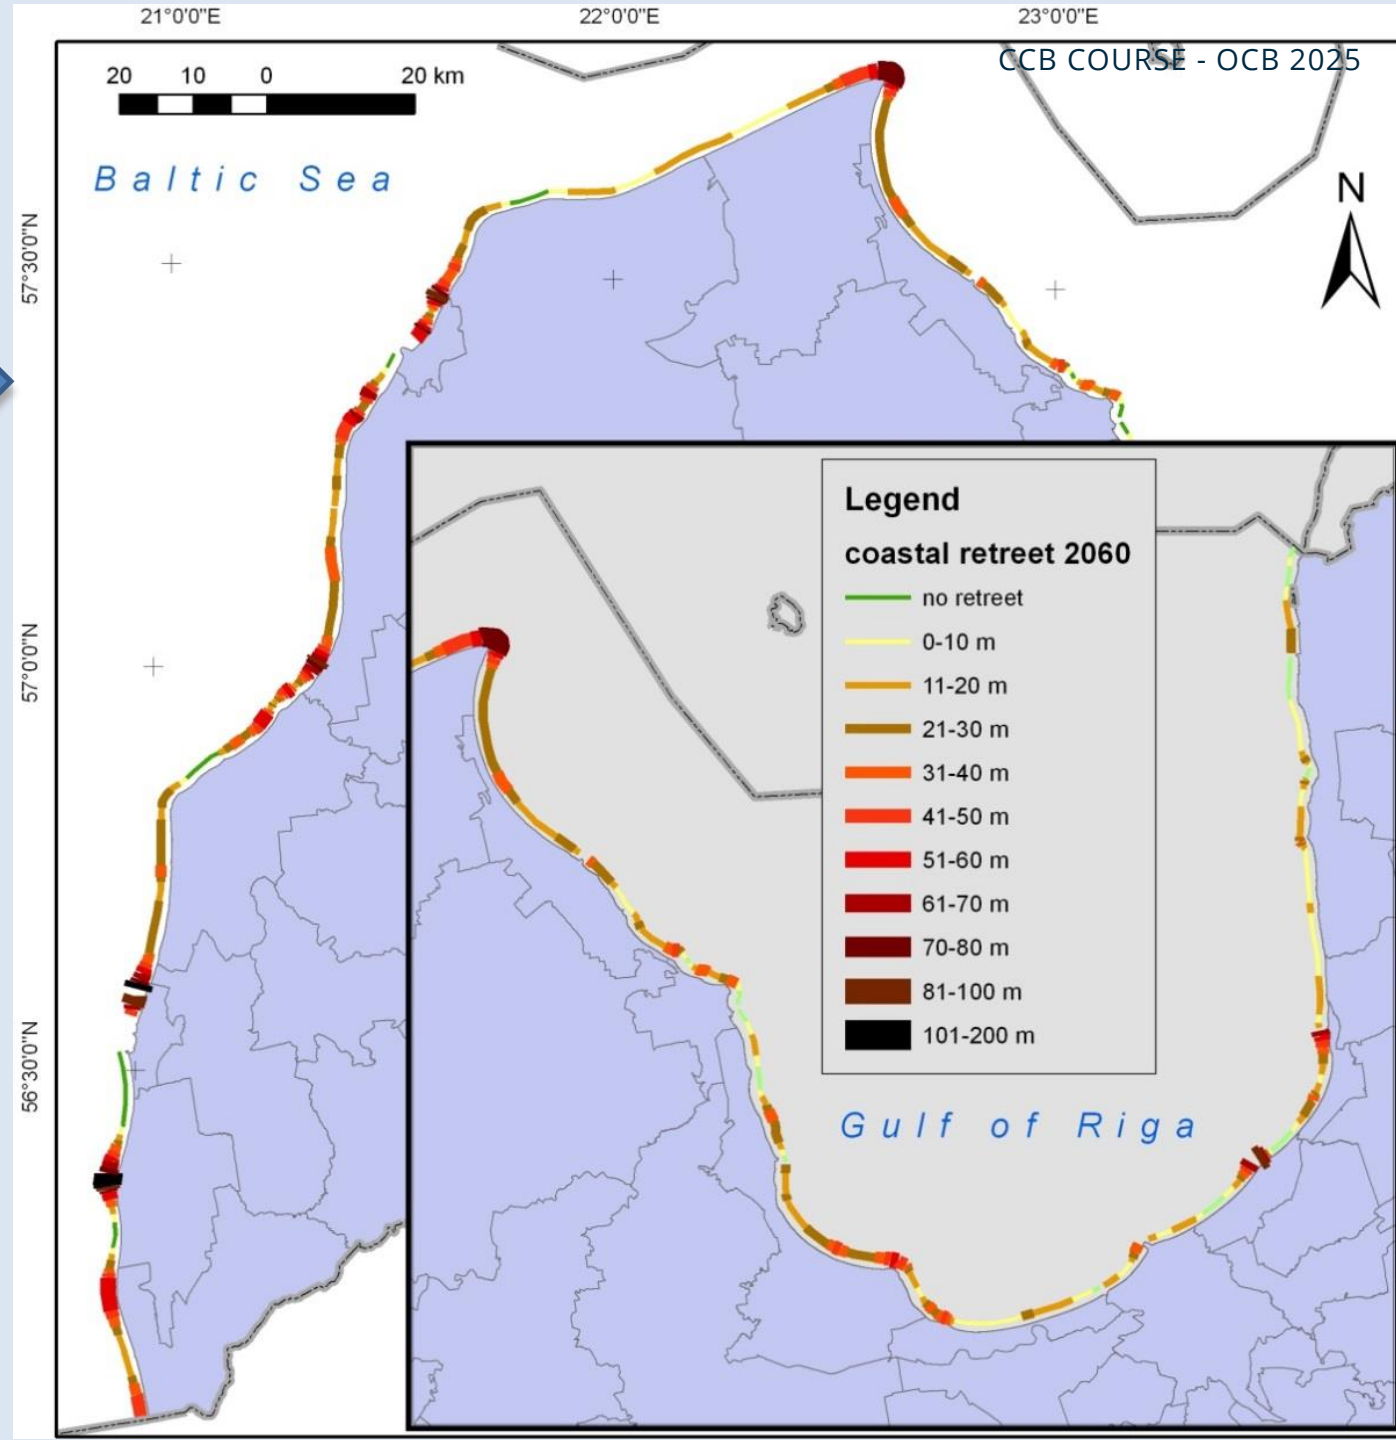 21°0'0"E
22°0'0"E
23°0'0"E
CCB COURSE - OCB 2025
20 10 0 20 km
Baltic Sea
N
57°30'0"N
57°0'0"N
56°30'0"N
Legend
coastal retreet 2060
no retreet
0-10 m
11-20 m
21-30 m
31-40 m
41-50 m
51-60 m
61-70 m
70-80 m
81-100 m
101-200 m
Gulf of Riga